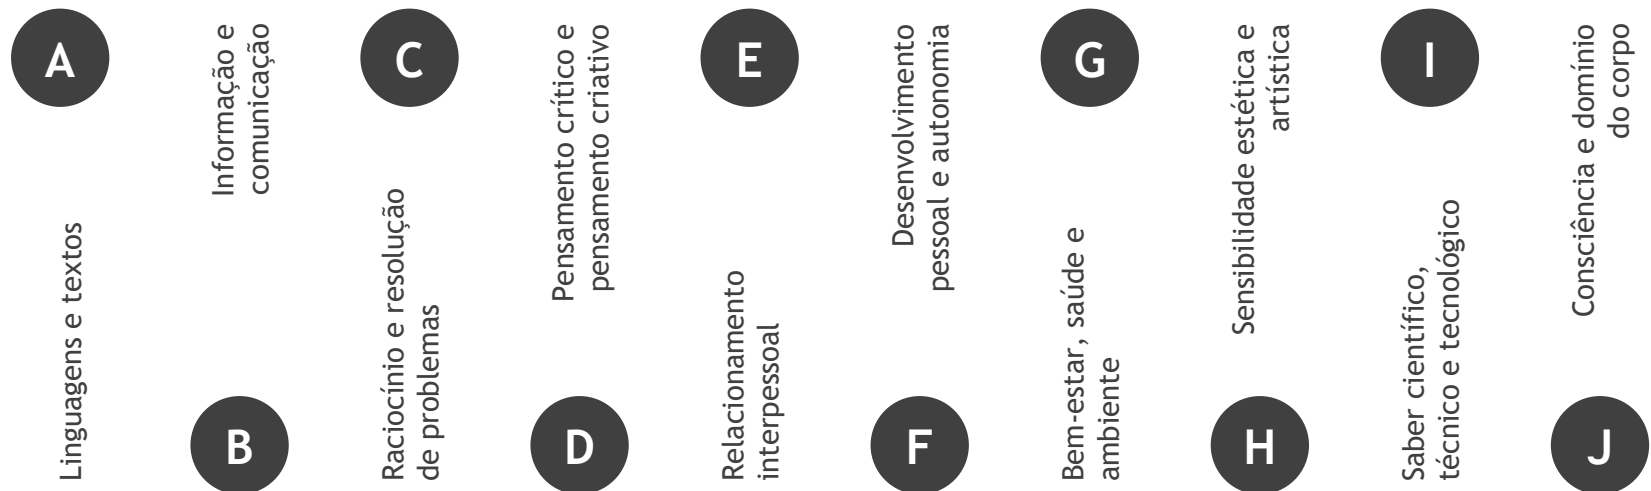 A
Linguagens e textos
B
Informação e
comunicação
C
Raciocínio e resolução
de problemas
D
Pensamento crítico e
pensamento criativo
E
Relacionamento
interpessoal
F
Desenvolvimento
pessoal e autonomia
G
Bem-estar, saúde e
ambiente
H
Sensibilidade estética e
artística
I
Saber científico,
técnico e tecnológico
J
Consciência e domínio
do corpo